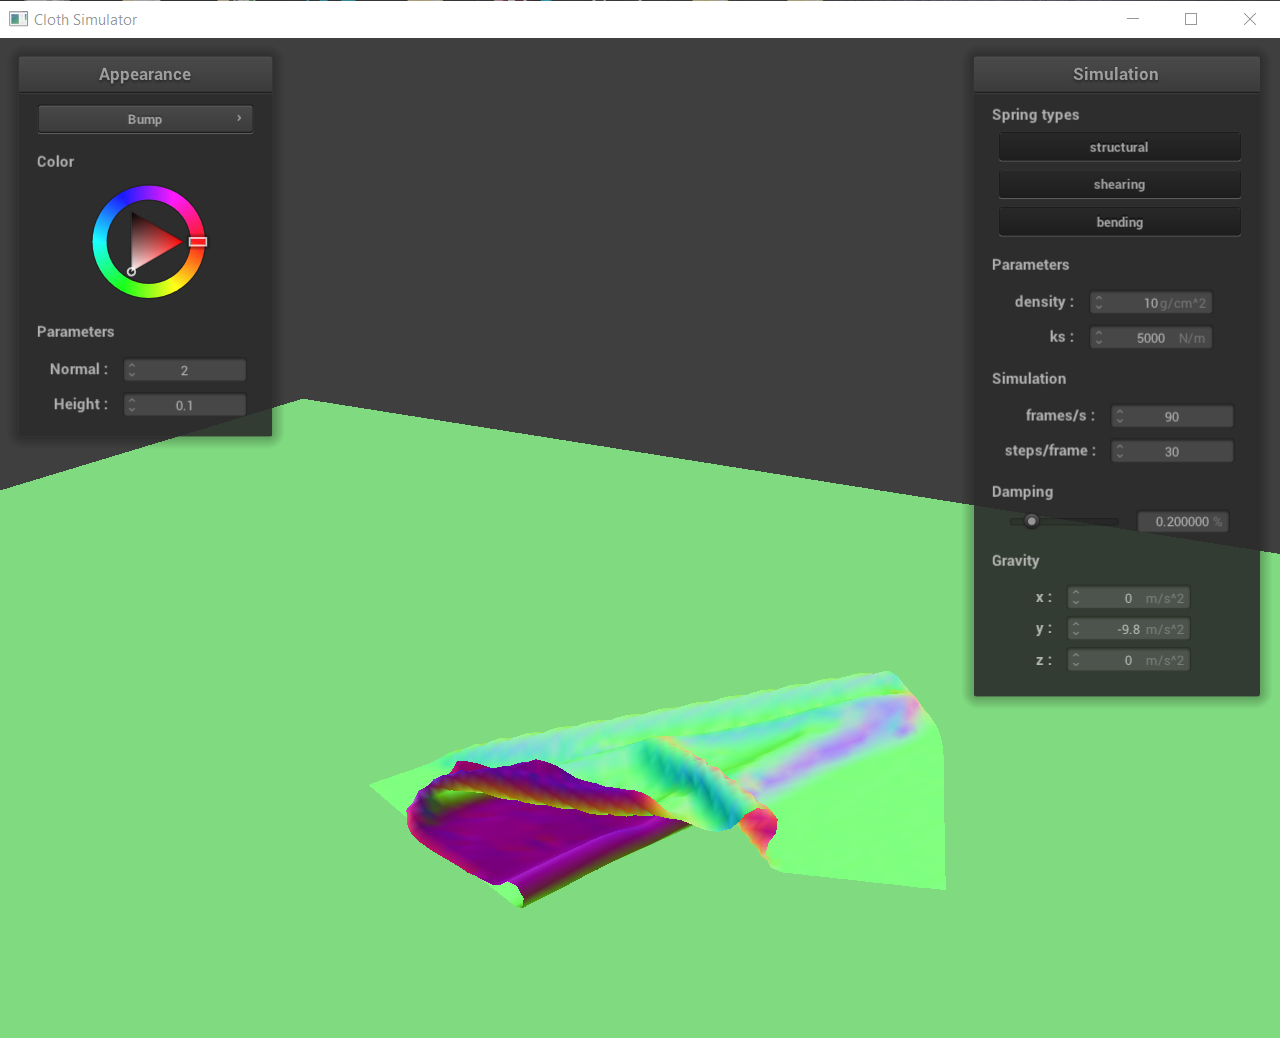 Cloth Simulator
Appearance
Bump
Color
Parameters
Normal : 2
Height : 0.1
Simulation
Spring types
structural
shearing
bending
Parameters
density : 10 g/cm^2
ks : 5000 N/m
Simulation
frames/s : 90
steps/frame : 30
Damping
0.200000 %
Gravity
x : 0 m/s^2
y : -9.8 m/s^2
z : 0 m/s^2